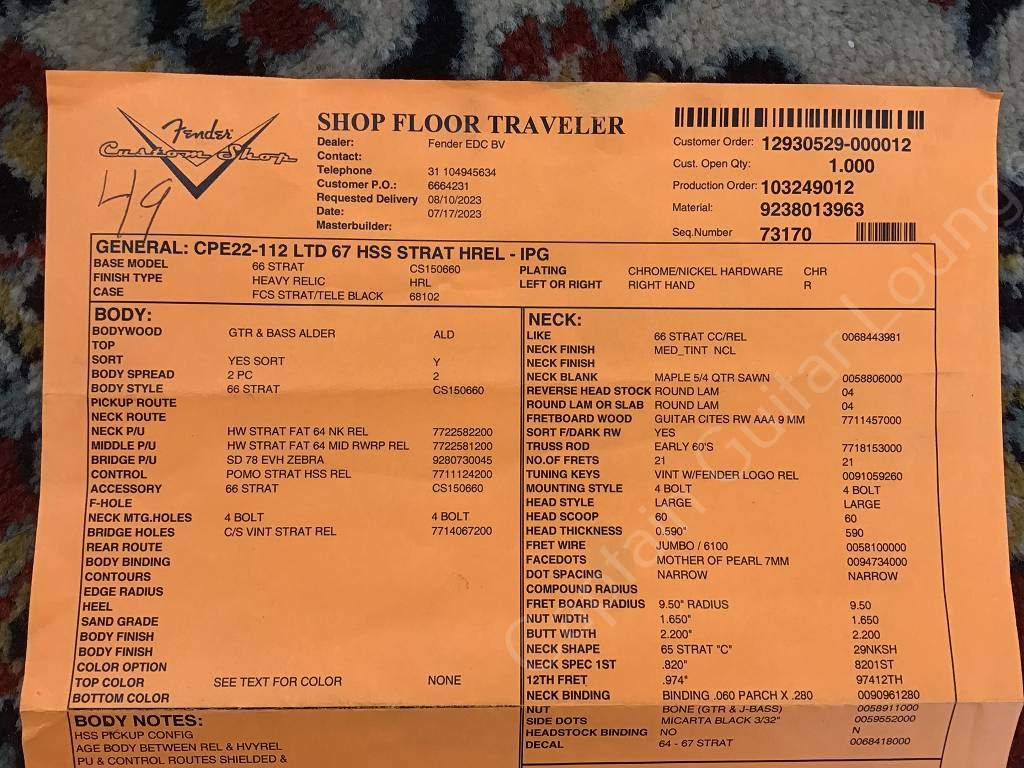 Fender
Custom Shop
49
SHOP FLOOR TRAVELER
Dealer: Fender EDC BV
Contact:
Telephone 31 104945634
Customer P.O.: 6664231
Requested Delivery 08/10/2023
Date: 07/17/2023
Masterbuilder:
Customer Order: 12930529-000012
Cust. Open Qty: 1.000
Production Order: 103249012
Material: 9238013963
Seq.Number 73170
GENERAL: CPE22-112 LTD 67 HSS STRAT HREL - IPG
BASE MODEL 66 STRAT CS150660
FINISH TYPE HEAVY RELIC HRL
CASE FCS STRAT/TELE BLACK 68102
PLATING CHROME/NICKEL HARDWARE CHR
LEFT OR RIGHT RIGHT HAND R
BODY:
BODYWOOD GTR & BASS ALDER ALD
TOP
SORT YES SORT Y
BODY SPREAD 2 PC 2
BODY STYLE 66 STRAT CS150660
PICKUP ROUTE
NECK ROUTE
NECK P/U HW STRAT FAT 64 NK REL 7722582200
MIDDLE P/U HW STRAT FAT 64 MID RWRP REL 7722581200
BRIDGE P/U SD 78 EVH ZEBRA 9280730045
CONTROL POMO STRAT HSS REL 7711124200
ACCESSORY 66 STRAT CS150660
F-HOLE
NECK MTG.HOLES 4 BOLT 4 BOLT
BRIDGE HOLES C/S VINT STRAT REL 7714067200
REAR ROUTE
BODY BINDING
CONTOURS
EDGE RADIUS
HEEL
SAND GRADE
BODY FINISH
BODY FINISH
COLOR OPTION
TOP COLOR SEE TEXT FOR COLOR NONE
BOTTOM COLOR
BODY NOTES:
HSS PICKUP CONFIG
AGE BODY BETWEEN REL & HVYREL
PU & CONTROL ROUTES SHIELDED &
NECK:
LIKE 66 STRAT CC/REL 0068443981
NECK FINISH MED_TINT NCL
NECK FINISH
NECK BLANK MAPLE 5/4 QTR SAWN 0058806000
REVERSE HEAD STOCK ROUND LAM 04
ROUND LAM OR SLAB ROUND LAM 04
FRETBOARD WOOD GUITAR CITES RW AAA 9 MM 7711457000
SORT F/DARK RW YES
TRUSS ROD EARLY 60'S 7718153000
NO.OF FRETS 21 21
TUNING KEYS VINT W/FENDER LOGO REL 0091059260
MOUNTING STYLE 4 BOLT 4 BOLT
HEAD STYLE LARGE LARGE
HEAD SCOOP 60 60
HEAD THICKNESS 0.590" 590
FRET WIRE JUMBO / 6100 0058100000
FACEDOTS MOTHER OF PEARL 7MM 0094734000
DOT SPACING NARROW NARROW
COMPOUND RADIUS
FRET BOARD RADIUS 9.50" RADIUS 9.50
NUT WIDTH 1.650" 1.650
BUTT WIDTH 2.200" 2.200
NECK SHAPE 65 STRAT "C" 29NKSH
NECK SPEC 1ST .820" 8201ST
12TH FRET .974" 97412TH
NECK BINDING BINDING .060 PARCH X .280 0090961280
NUT BONE (GTR & J-BASS) 0058911000
SIDE DOTS MICARTA BLACK 3/32" 0059552000
HEADSTOCK BINDING NO N
DECAL 64 - 67 STRAT 0068418000
Captain Guitar Lounge